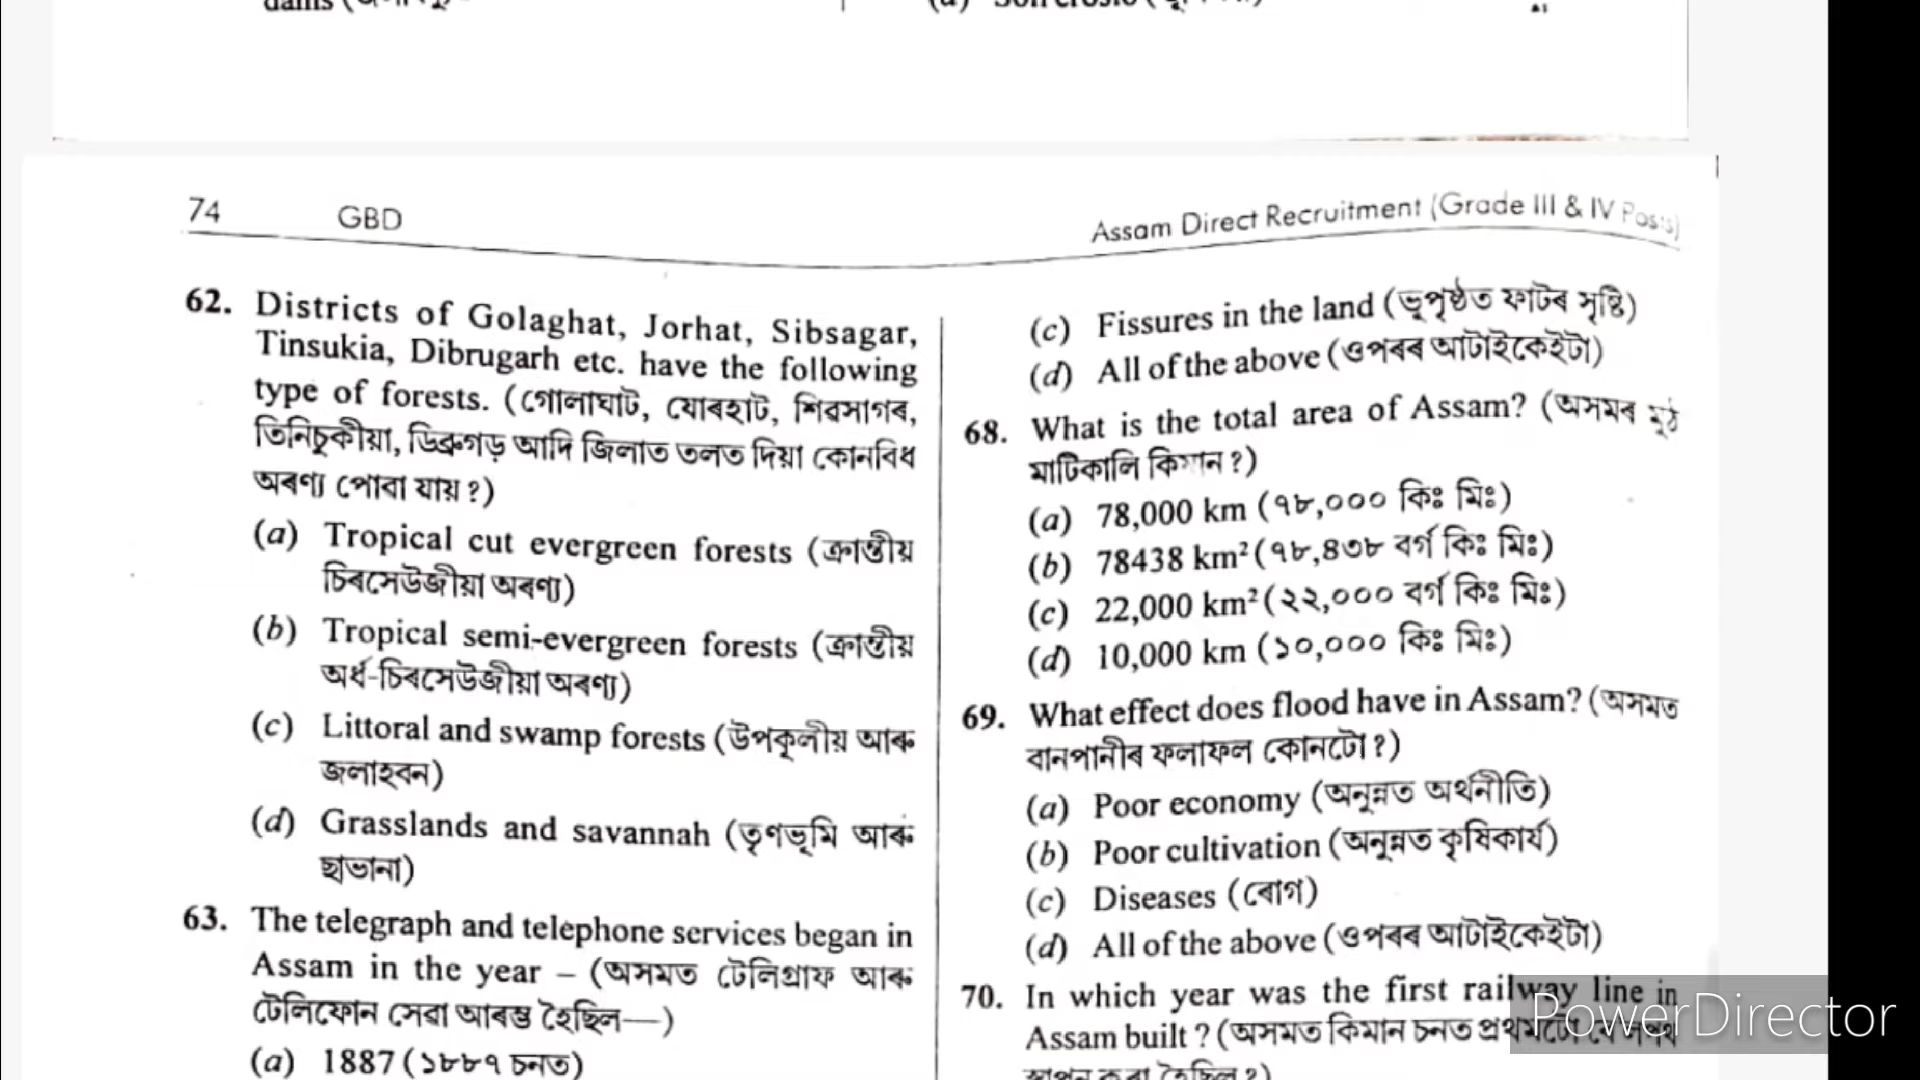 74 GBD Assam Direct Recruitment (Grade III & IV Posts)
62. Districts of Golaghat, Jorhat, Sibsagar,
Tinsukia, Dibrugarh etc. have the following
type of forests. (গোলাঘাট, যোৰহাট, শিৱসাগৰ,
তিনিচুকীয়া, ডিব্ৰুগড় আদি জিলাত তলত দিয়া কোনবিধ
অৰণ্য পোৱা যায় ?)
(a) Tropical cut evergreen forests (ক্ৰান্তীয়
চিৰসেউজীয়া অৰণ্য)
(b) Tropical semi-evergreen forests (ক্ৰান্তীয়
অৰ্ধ-চিৰসেউজীয়া অৰণ্য)
(c) Littoral and swamp forests (উপকূলীয় আৰু
জলাহবন)
(d) Grasslands and savannah (তৃণভূমি আৰু
ছাভানা)
63. The telegraph and telephone services began in
Assam in the year – (অসমত টেলিগ্ৰাফ আৰু
টেলিফোন সেৱা আৰম্ভ হৈছিল—)
(a) 1887 (১৮৮৭ চনত)
(c) Fissures in the land (ভূপৃষ্ঠত ফাটৰ সৃষ্টি)
(d) All of the above (ওপৰৰ আটাইকেইটা)
68. What is the total area of Assam? (অসমৰ মুঠ
মাটিকালি কিমান ?)
(a) 78,000 km (৭৮,০০০ কিঃ মিঃ)
(b) 78438 km² (৭৮,৪৩৮ বৰ্গ কিঃ মিঃ)
(c) 22,000 km² (২২,০০০ বৰ্গ কিঃ মিঃ)
(d) 10,000 km (১০,০০০ কিঃ মিঃ)
69. What effect does flood have in Assam? (অসমত
বানপানীৰ ফলাফল কোনটো ?)
(a) Poor economy (অনুন্নত অৰ্থনীতি)
(b) Poor cultivation (অনুন্নত কৃষিকাৰ্য)
(c) Diseases (ৰোগ)
(d) All of the above (ওপৰৰ আটাইকেইটা)
70. In which year was the first railway line in
Assam built ? (অসমত কিমান চনত প্ৰথমটো
PowerDirector